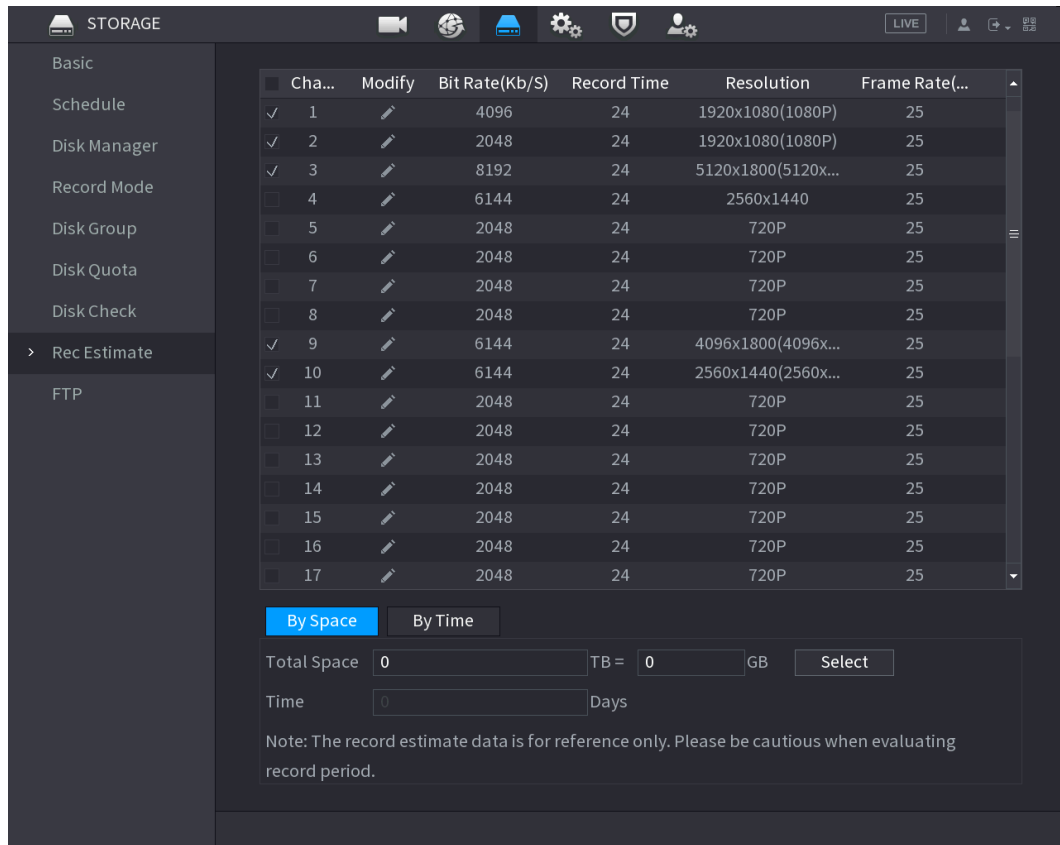 STORAGE LIVE
Basic
Schedule
Disk Manager
Record Mode
Disk Group
Disk Quota
Disk Check
Rec Estimate
FTP
Cha... Modify Bit Rate(Kb/S) Record Time Resolution Frame Rate(...
1 4096 24 1920x1080(1080P) 25
2 2048 24 1920x1080(1080P) 25
3 8192 24 5120x1800(5120x... 25
4 6144 24 2560x1440 25
5 2048 24 720P 25
6 2048 24 720P 25
7 2048 24 720P 25
8 2048 24 720P 25
9 6144 24 4096x1800(4096x... 25
10 6144 24 2560x1440(2560x... 25
11 2048 24 720P 25
12 2048 24 720P 25
13 2048 24 720P 25
14 2048 24 720P 25
15 2048 24 720P 25
16 2048 24 720P 25
17 2048 24 720P 25
By Space By Time
Total Space 0 TB = 0 GB Select
Time 0 Days
Note: The record estimate data is for reference only. Please be cautious when evaluating
record period.